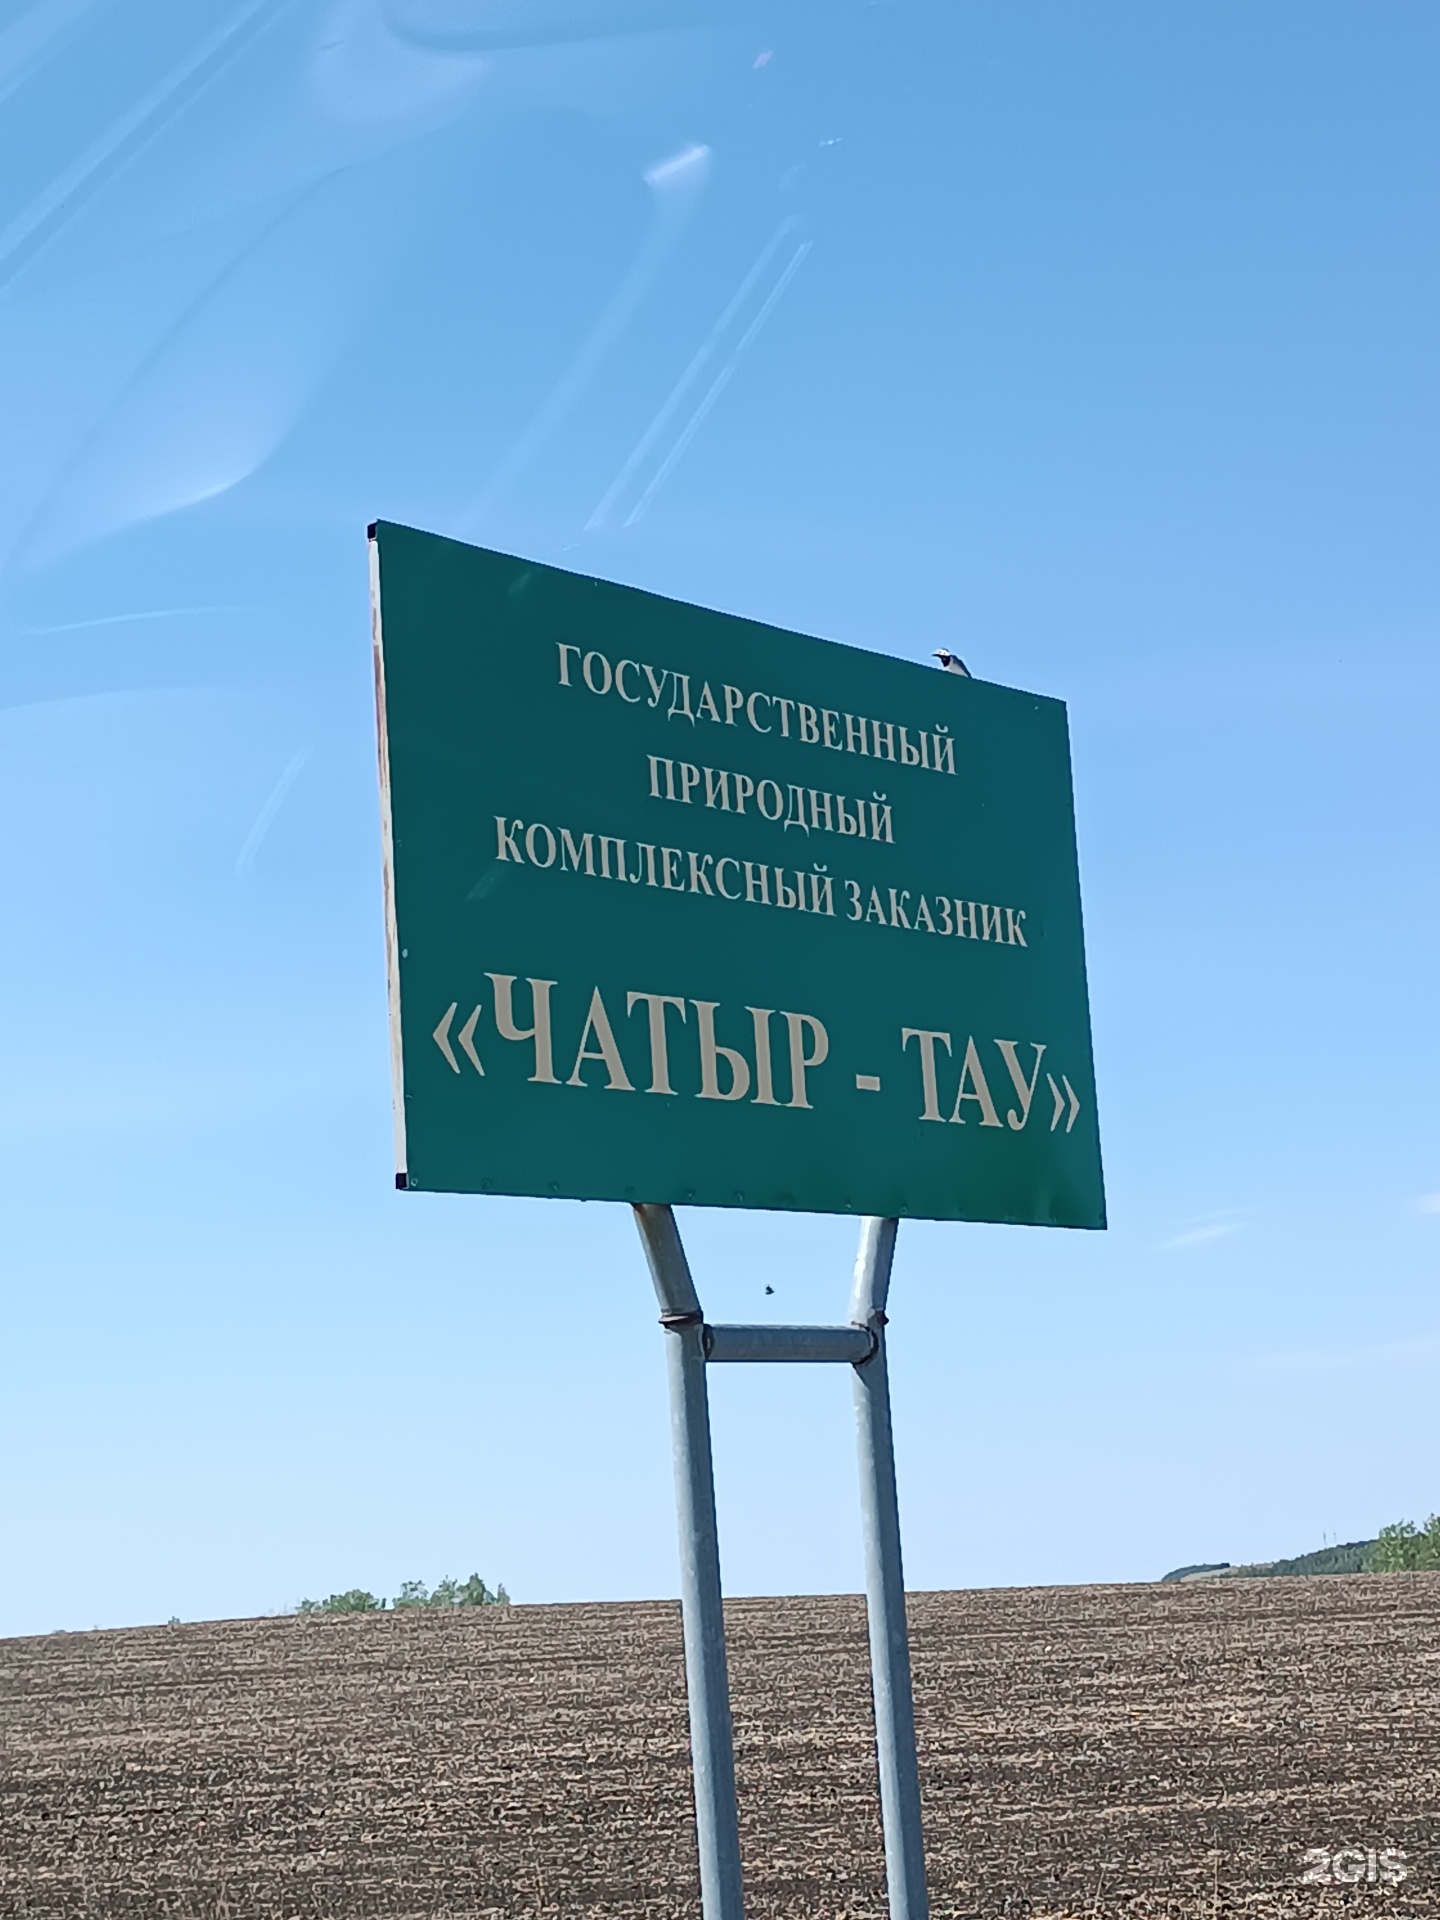 ГОСУДАРСТВЕННЫЙ
ПРИРОДНЫЙ
КОМПЛЕКСНЫЙ ЗАКАЗНИК
«ЧАТЫР - ТАУ»
2GIS